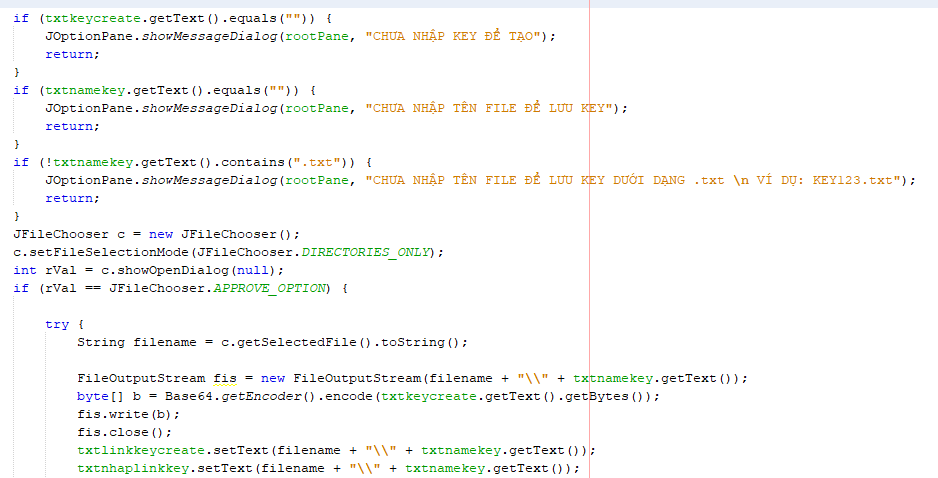 if (txtkeycreate.getText().equals("")) {
JOptionPane.showMessageDialog(rootPane, "CHƯA NHẬP KEY ĐỂ TẠO");
return;
}
if (txtnamekey.getText().equals("")) {
JOptionPane.showMessageDialog(rootPane, "CHƯA NHẬP TÊN FILE ĐỂ LƯU KEY");
return;
}
if (!txtnamekey.getText().contains(".txt")) {
JOptionPane.showMessageDialog(rootPane, "CHƯA NHẬP TÊN FILE ĐỂ LƯU KEY DƯỚI DẠNG .txt \n VÍ DỤ: KEY123.txt");
return;
}
JFileChooser c = new JFileChooser();
c.setFileSelectionMode(JFileChooser.DIRECTORIES_ONLY);
int rVal = c.showOpenDialog(null);
if (rVal == JFileChooser.APPROVE_OPTION) {
try {
String filename = c.getSelectedFile().toString();
FileOutputStream fis = new FileOutputStream(filename + "\\" + txtnamekey.getText());
byte[] b = Base64.getEncoder().encode(txtkeycreate.getText().getBytes());
fis.write(b);
fis.close();
txtlinkkeycreate.setText(filename + "\\" + txtnamekey.getText());
txtnhaplinkkey.setText(filename + "\\" + txtnamekey.getText());